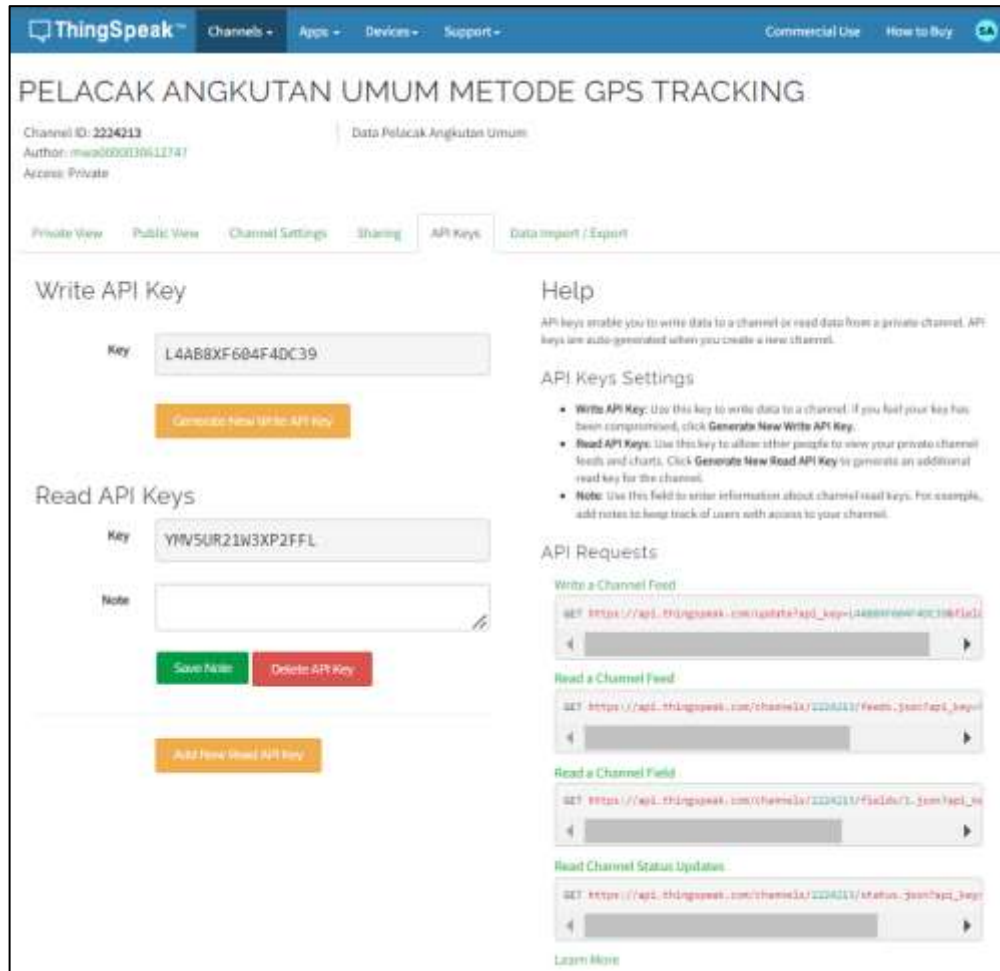 ThingSpeak™ Channels Apps Devices Support Commercial Use How to Buy SA
PELACAK ANGKUTAN UMUM METODE GPS TRACKING
Channel ID: 2224213
Author:
Access: Private
Data Pelacak Angkutan Umum
Private View Public View Channel Settings Sharing API Keys Data Import / Export
Write API Key
Key L4AB8XF604F4DC39
Generate New Write API Key
Read API Keys
Key YMV5UR21W3XP2FFL
Note
Save Note Delete API Key
Add New Read API Key
Help
API keys enable you to write data to a channel or read data from a private channel. API
keys are auto-generated when you create a new channel.
API Keys Settings
• Write API Key: Use this key to write data to a channel. If you feel your key has
been compromised, click Generate New Write API Key.
• Read API Keys: Use this key to allow other people to view your private channel
feeds and charts. Click Generate New Read API Key to generate an additional
read key for the channel.
• Note: Use this field to enter information about channel read keys. For example,
add notes to keep track of users with access to your channel.
API Requests
Write a Channel Feed
GET https://api.thingspeak.com/update?api_key=L4AB8XF604F4DC39&fiel
Read a Channel Feed
GET https://api.thingspeak.com/channels/2224213/feeds.json?api_key=
Read a Channel Field
GET https://api.thingspeak.com/channels/2224213/fields/1.json?api_
Read Channel Status Updates
GET https://api.thingspeak.com/channels/2224213/status.json?api_key
Learn More